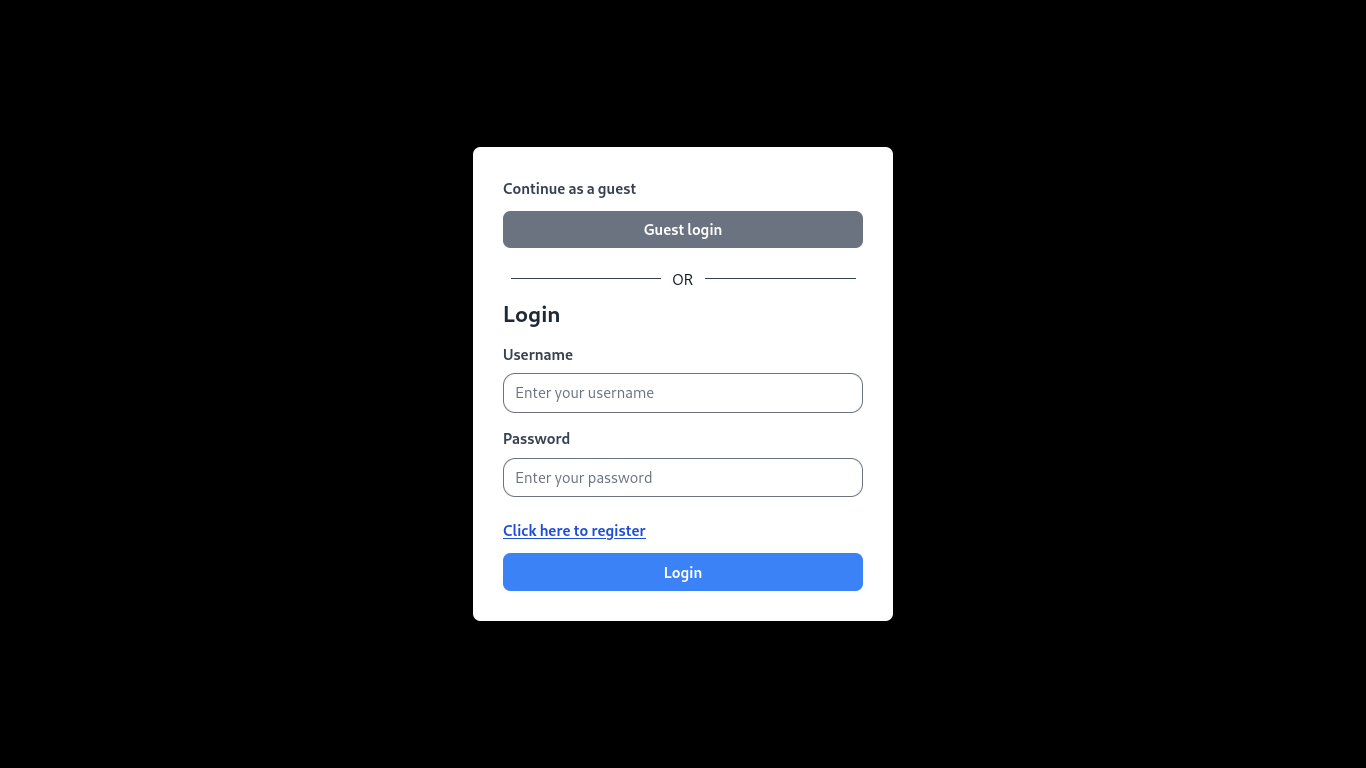 Continue as a guest
Guest login
OR
Login
Username
Enter your username
Password
Enter your password
Click here to register
Login